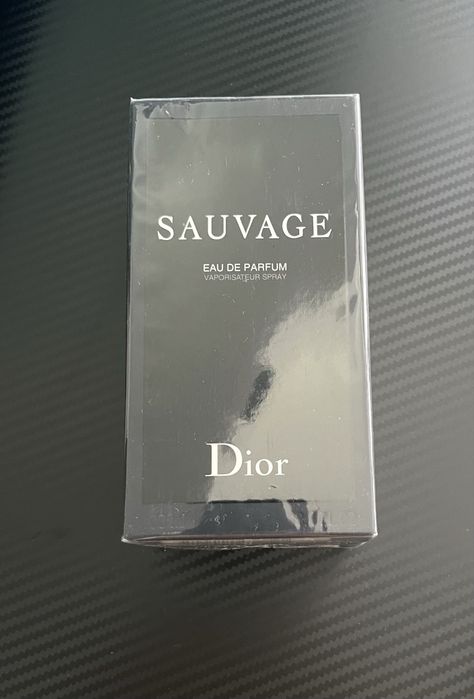 SAUVAGE
EAU DE PARFUM
VAPORISATEUR SPRAY
Dior